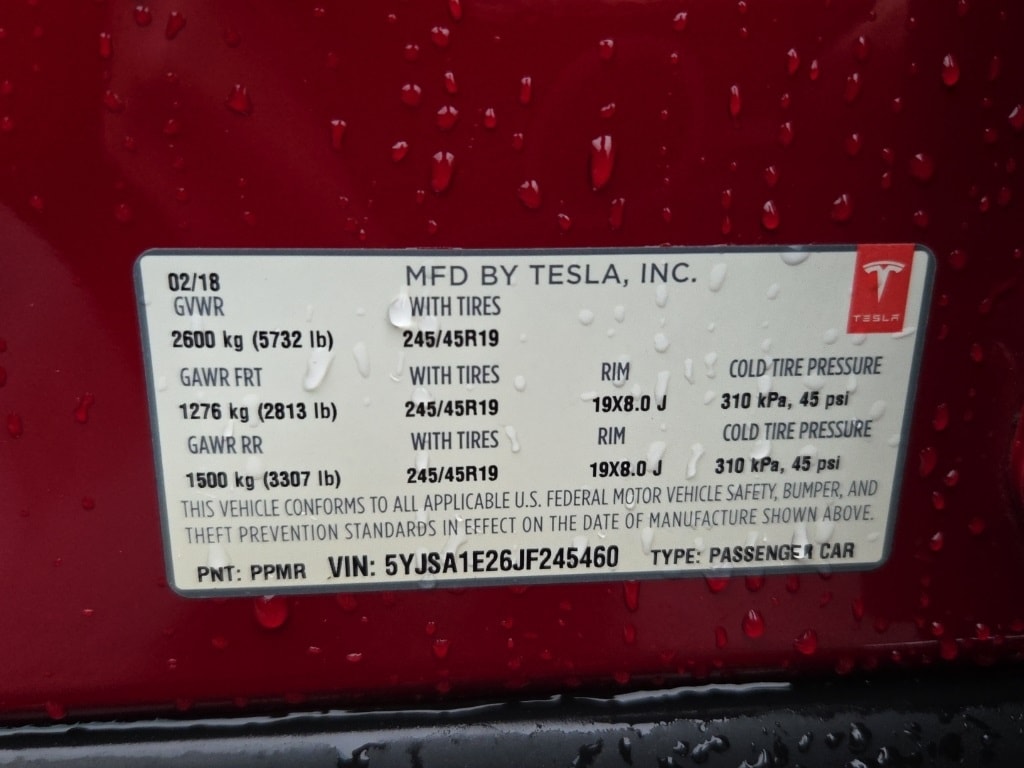 02/18 MFD BY TESLA, INC.
TESLA
GVWR WITH TIRES
2600 kg (5732 lb) 245/45R19
GAWR FRT WITH TIRES RIM COLD TIRE PRESSURE
1276 kg (2813 lb) 245/45R19 19X8.0 J 310 kPa, 45 psi
GAWR RR WITH TIRES RIM COLD TIRE PRESSURE
1500 kg (3307 lb) 245/45R19 19X8.0 J 310 kPa, 45 psi
THIS VEHICLE CONFORMS TO ALL APPLICABLE U.S. FEDERAL MOTOR VEHICLE SAFETY, BUMPER, AND
THEFT PREVENTION STANDARDS IN EFFECT ON THE DATE OF MANUFACTURE SHOWN ABOVE.
PNT: PPMR VIN: 5YJSA1E26JF245460 TYPE: PASSENGER CAR